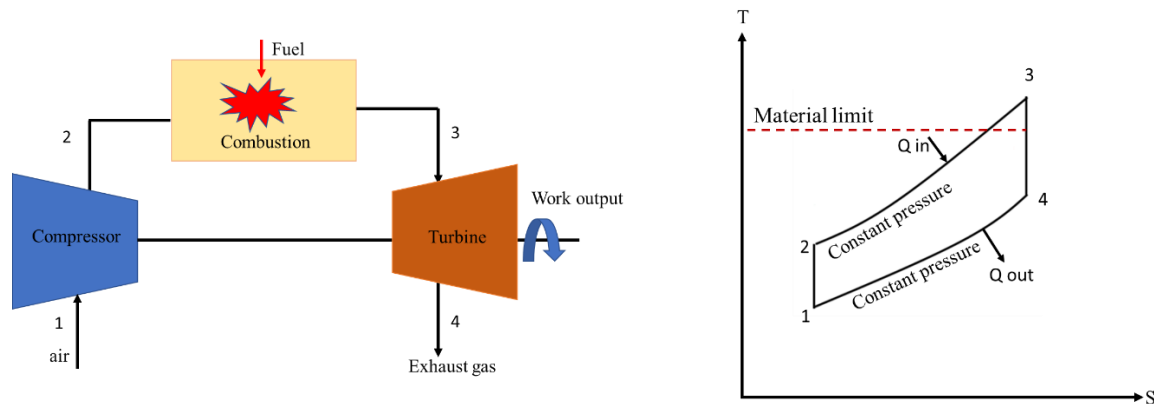 Fuel
Combustion
2
3
Compressor
Turbine
Work output
1
air
4
Exhaust gas
T
3
Material limit
Q in
Constant pressure
2
4
Constant pressure
Q out
1
S